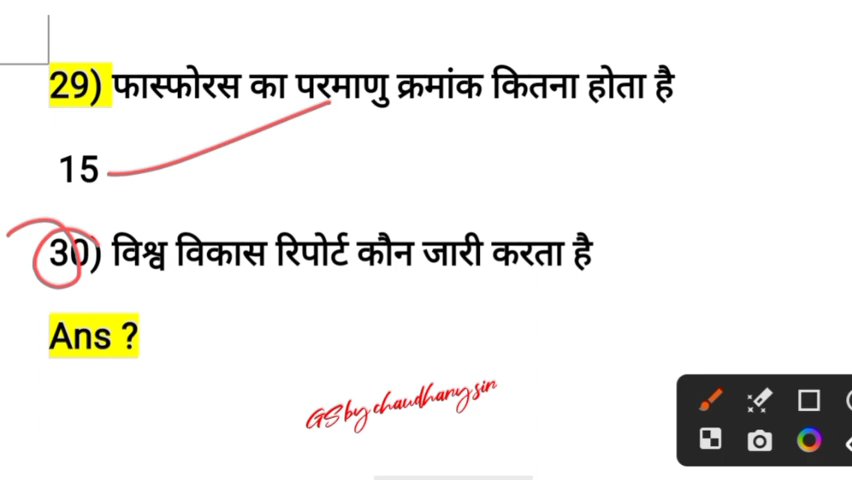 29) फास्फोरस का परमाणु क्रमांक कितना होता है
15
30) विश्व विकास रिपोर्ट कौन जारी करता है
Ans ?
GS by chaudhary sir